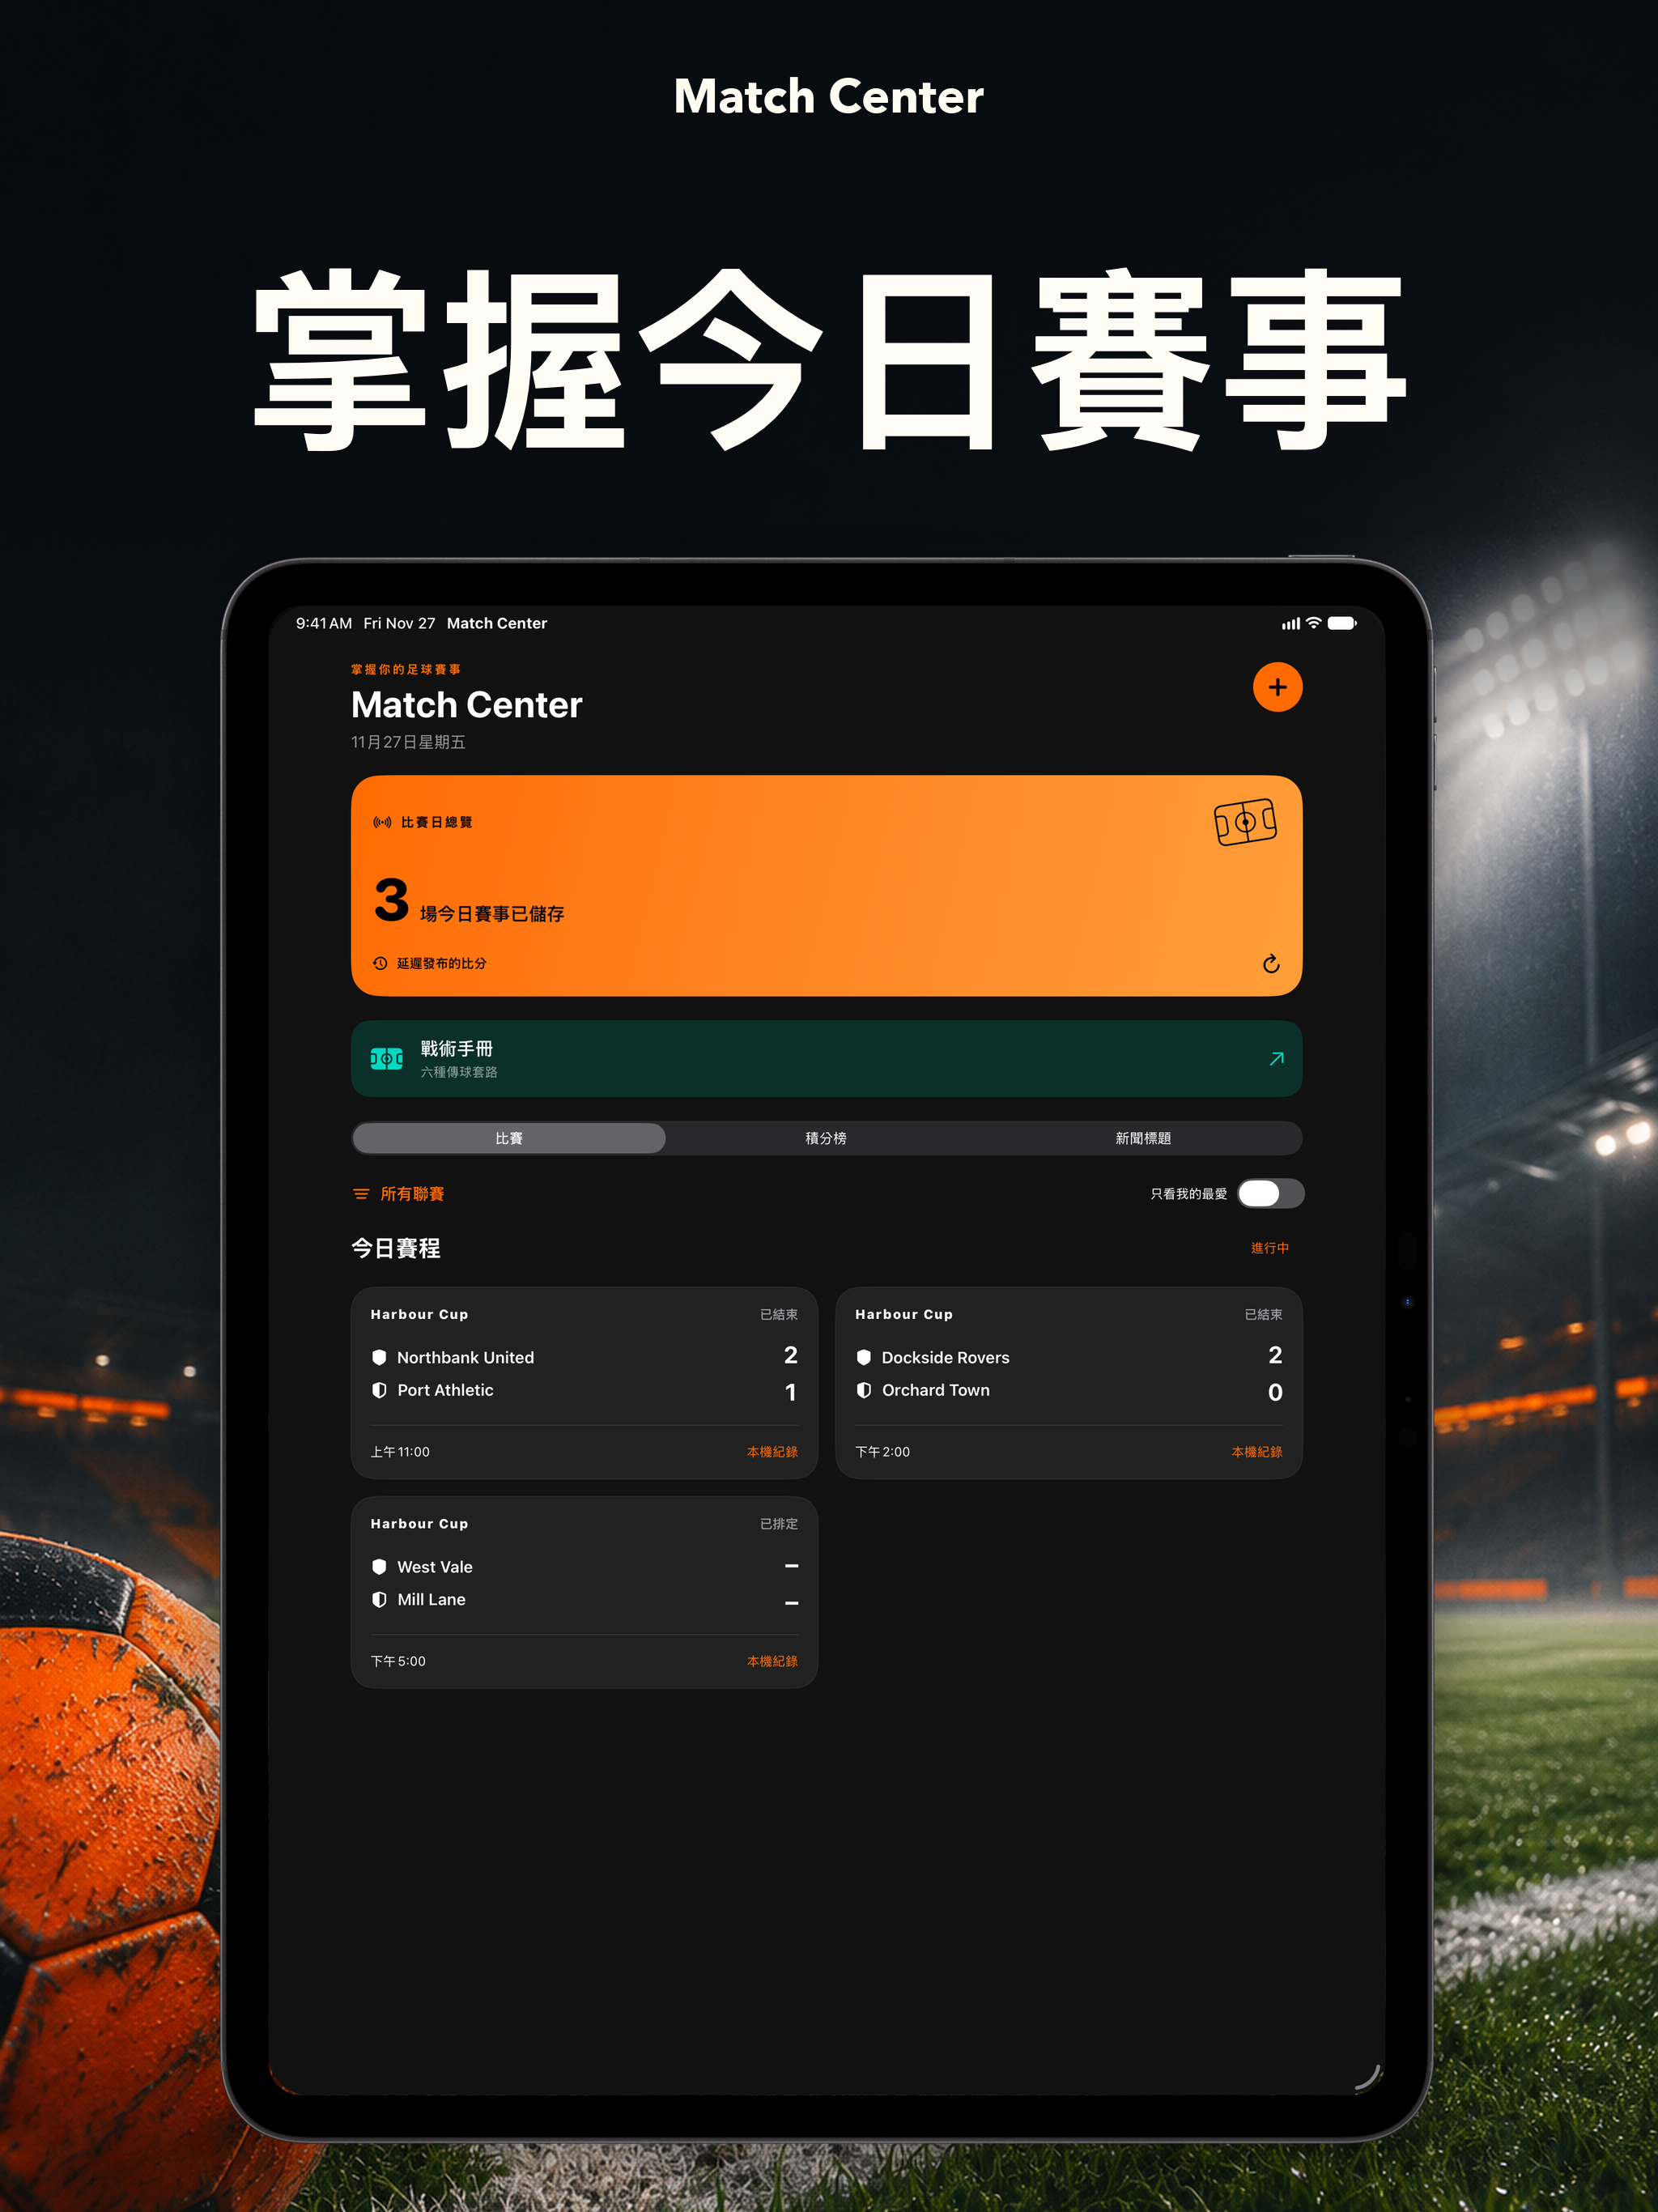 Match Center
掌握今日賽事
9:41 AM Fri Nov 27 Match Center
掌握你的足球賽事
Match Center
11月27日星期五
比賽日總覽
3 場今日賽事已儲存
延遲發布的比分
戰術手冊
六種傳球套路
比賽 積分榜 新聞標題
所有聯賽 只看我的最愛
今日賽程 進行中
Harbour Cup 已結束
Northbank United 2
Port Athletic 1
上午11:00 本機紀錄
Harbour Cup 已結束
Dockside Rovers 2
Orchard Town 0
下午2:00 本機紀錄
Harbour Cup 已排定
West Vale –
Mill Lane –
下午5:00 本機紀錄